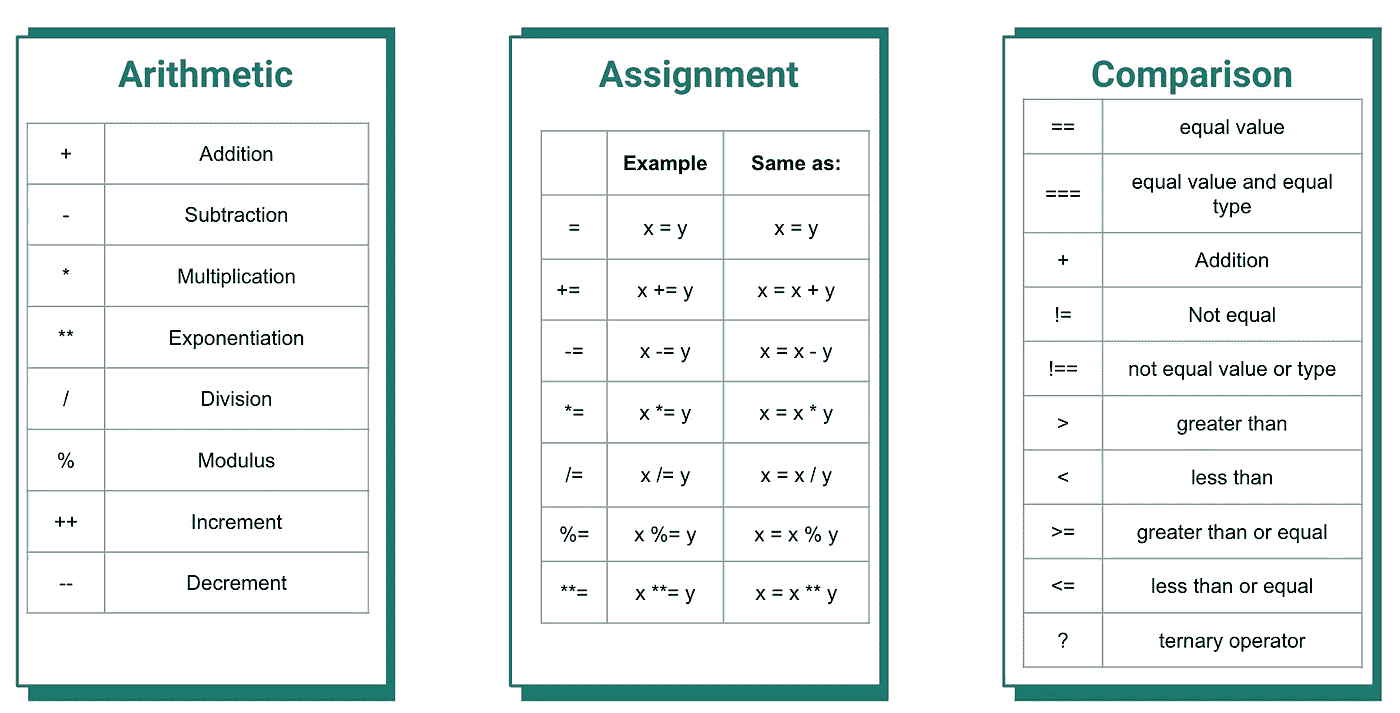 Arithmetic
+ Addition
- Subtraction
* Multiplication
** Exponentiation
/ Division
% Modulus
++ Increment
-- Decrement
Assignment
Example Same as:
= x = y x = y
+= x += y x = x + y
-= x -= y x = x - y
*= x *= y x = x * y
/= x /= y x = x / y
%= x %= y x = x % y
**= x **= y x = x ** y
Comparison
== equal value
=== equal value and equal
type
+ Addition
!= Not equal
!== not equal value or type
> greater than
< less than
>= greater than or equal
<= less than or equal
? ternary operator